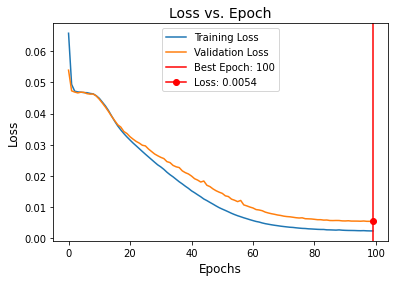 Loss vs. Epoch
Training Loss
Validation Loss
Best Epoch: 100
Loss: 0.0054
Loss
0.06
0.05
0.04
0.03
0.02
0.01
0.00
0
20
40
60
80
100
Epochs